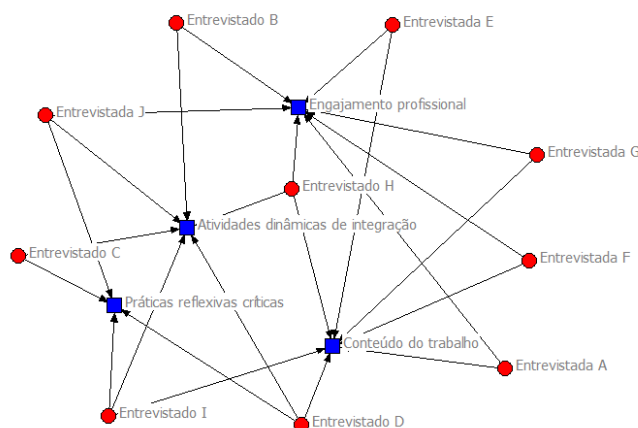 Entrevistado B
Entrevistada E
Engajamento profissional
Entrevistada J
Entrevistada G
Entrevistado H
Atividades dinâmicas de integração
Entrevistado C
Entrevistada F
Práticas reflexivas críticas
Conteúdo do trabalho
Entrevistada A
Entrevistado I
Entrevistado D